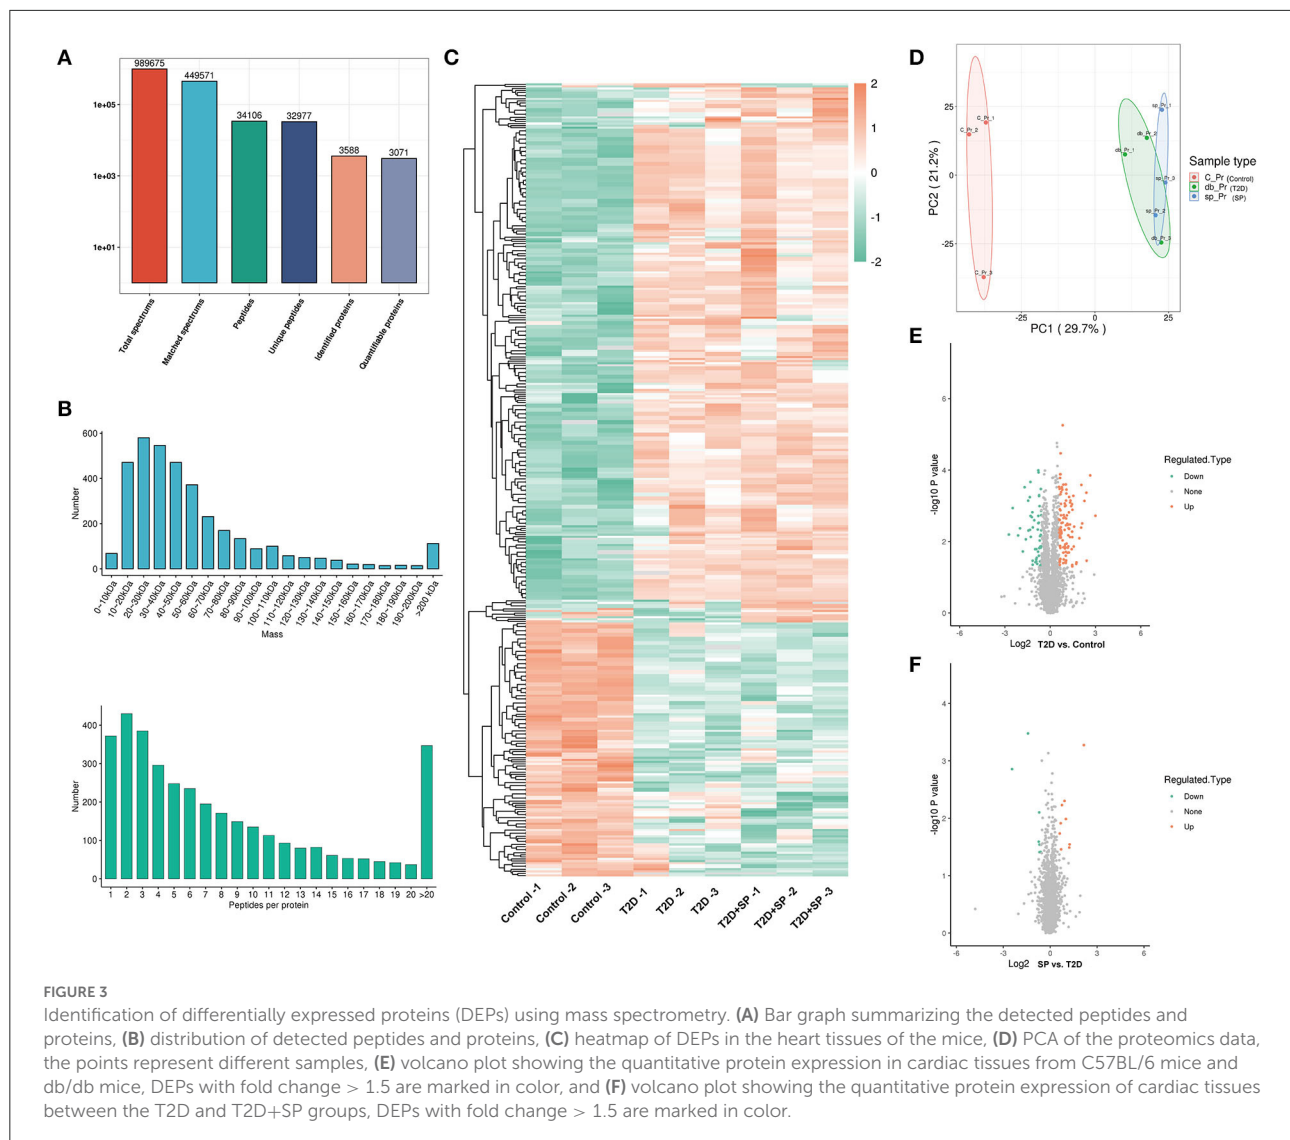 A
989675
449571
34106
32977
3588
3071
1e+05
1e+03
1e+01
Total spectrums
Matched spectrums
Peptides
Unique peptides
Identified proteins
Quantifiable proteins
B
600
400
200
0
Number
0−10kDa
10−20kDa
20−30kDa
30−40kDa
40−50kDa
50−60kDa
60−70kDa
70−80kDa
80−90kDa
90−100kDa
100−110kDa
110−120kDa
120−130kDa
130−140kDa
140−150kDa
150−160kDa
160−170kDa
170−180kDa
180−190kDa
190−200kDa
>200 kDa
Mass
400
300
200
100
0
Number
1 2 3 4 5 6 7 8 9 10 11 12 13 14 15 16 17 18 19 20 >20
Peptides per protein
C
2
1
0
-1
-2
Control -1
Control -2
Control -3
T2D -1
T2D -2
T2D -3
T2D+SP -1
T2D+SP -2
T2D+SP -3
D
25
0
-25
PC2 ( 21.2% )
C_Pr_1
C_Pr_2
C_Pr_3
db_Pr_1
db_Pr_2
db_Pr_3
sp_Pr_1
sp_Pr_2
sp_Pr_3
-25 0 25
PC1 ( 29.7% )
Sample type
C_Pr (Control)
db_Pr (T2D)
sp_Pr (SP)
E
6
4
2
0
-log10 P value
-6 -3 0 3 6
Log2 T2D vs. Control
Regulated.Type
Down
None
Up
F
4
3
2
1
0
-log10 P value
-6 -3 0 3 6
Log2 SP vs. T2D
Regulated.Type
Down
None
Up
FIGURE 3
Identification of differentially expressed proteins (DEPs) using mass spectrometry. (A) Bar graph summarizing the detected peptides and
proteins, (B) distribution of detected peptides and proteins, (C) heatmap of DEPs in the heart tissues of the mice, (D) PCA of the proteomics data,
the points represent different samples, (E) volcano plot showing the quantitative protein expression in cardiac tissues from C57BL/6 mice and
db/db mice, DEPs with fold change > 1.5 are marked in color, and (F) volcano plot showing the quantitative protein expression of cardiac tissues
between the T2D and T2D+SP groups, DEPs with fold change > 1.5 are marked in color.